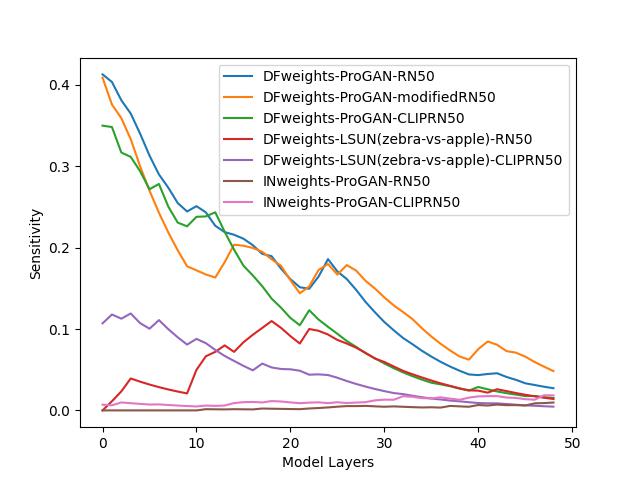 DFweights-ProGAN-RN50
DFweights-ProGAN-modifiedRN50
DFweights-ProGAN-CLIPRN50
DFweights-LSUN(zebra-vs-apple)-RN50
DFweights-LSUN(zebra-vs-apple)-CLIPRN50
INweights-ProGAN-RN50
INweights-ProGAN-CLIPRN50
0.4
0.3
0.2
0.1
0.0
Sensitivity
0 10 20 30 40 50
Model Layers